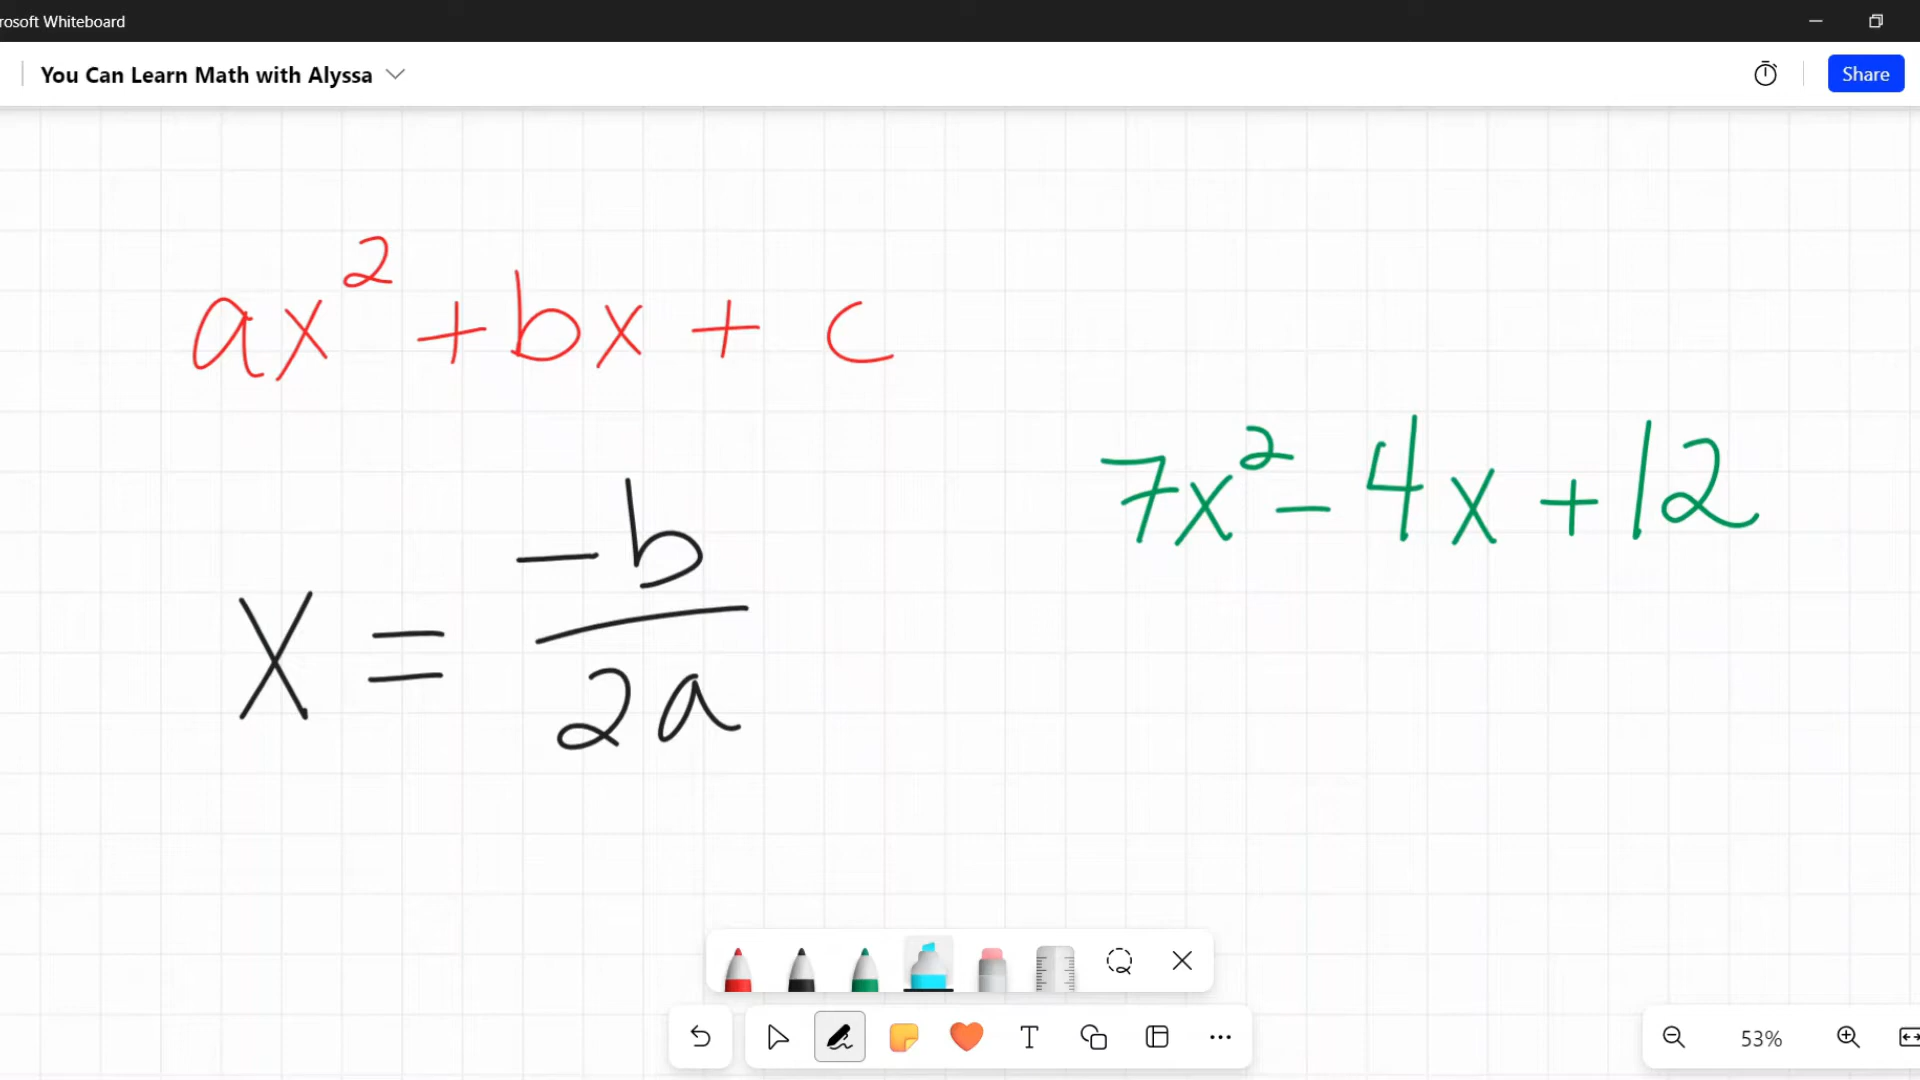 rosoft Whiteboard
You Can Learn Math with Alyssa
Share
ax² + bx + c
7x² - 4x + 12
x = -b
2a
T
53%